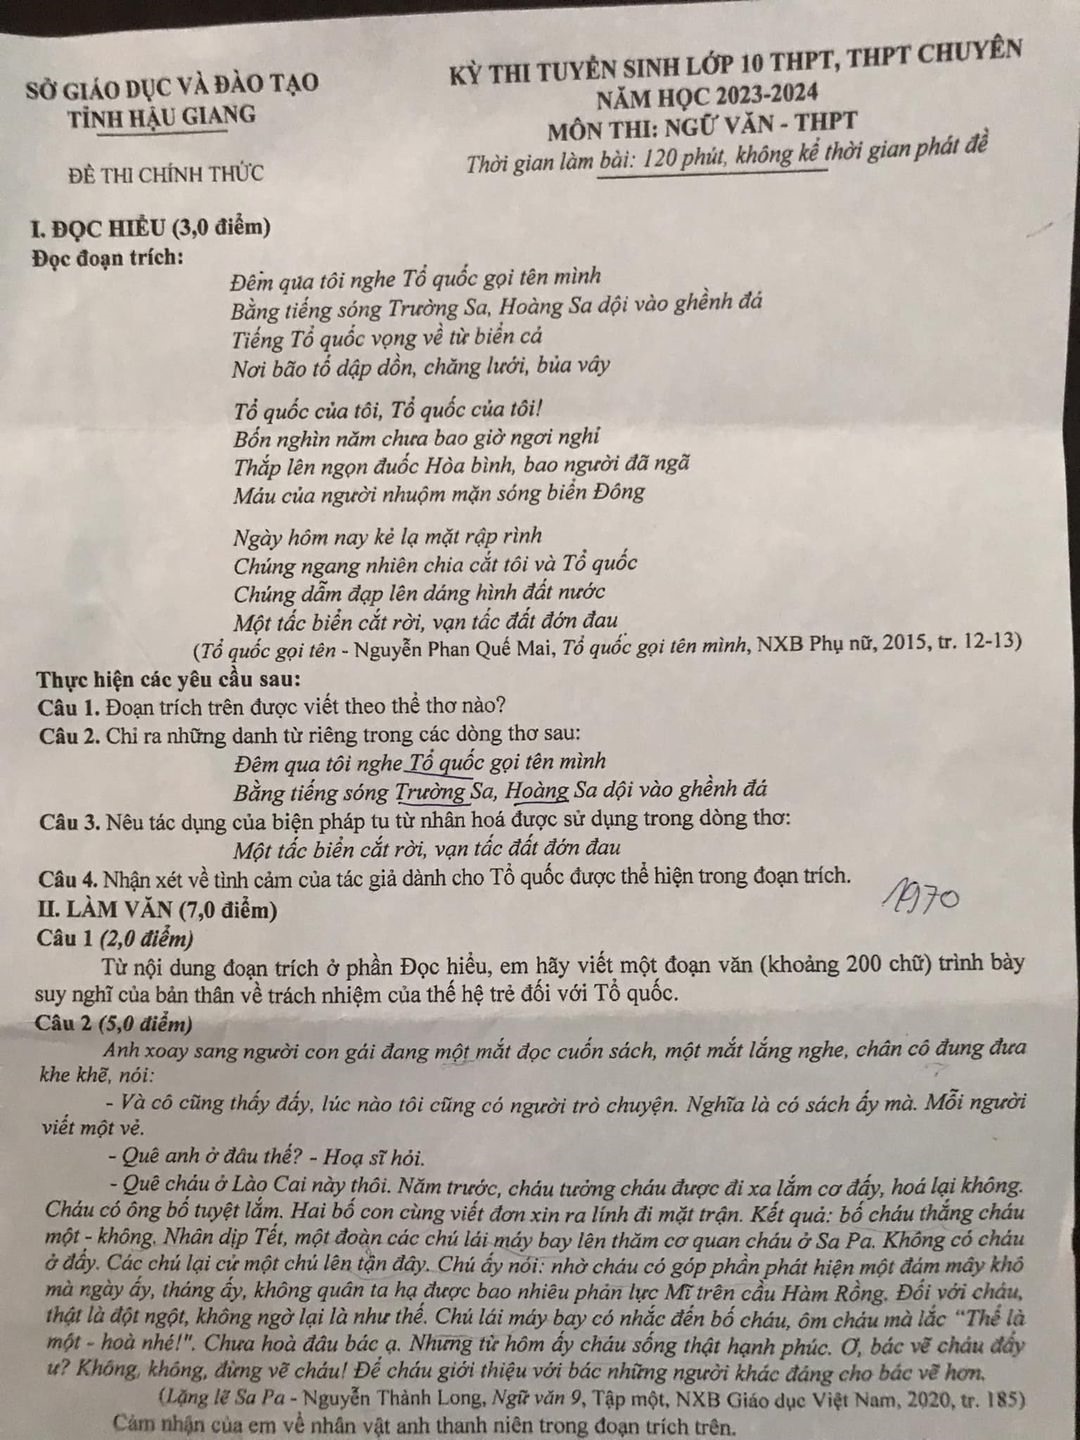 SỞ GIÁO DỤC VÀ ĐÀO TẠO
TỈNH HẬU GIANG
ĐỀ THI CHÍNH THỨC
KỲ THI TUYỂN SINH LỚP 10 THPT, THPT CHUYÊN
NĂM HỌC 2023-2024
MÔN THI: NGỮ VĂN - THPT
Thời gian làm bài: 120 phút, không kể thời gian phát đề
I. ĐỌC HIỂU (3,0 điểm)
Đọc đoạn trích:
Đêm qua tôi nghe Tổ quốc gọi tên mình
Bằng tiếng sóng Trường Sa, Hoàng Sa dội vào ghềnh đá
Tiếng Tổ quốc vọng về từ biển cả
Nơi bão tố dập dồn, chăng lưới, bủa vây
Tổ quốc của tôi, Tổ quốc của tôi!
Bốn nghìn năm chưa bao giờ ngơi nghỉ
Thắp lên ngọn đuốc Hòa bình, bao người đã ngã
Máu của người nhuộm mặn sóng biển Đông
Ngày hôm nay kẻ lạ mặt rập rình
Chúng ngang nhiên chia cắt tôi và Tổ quốc
Chúng dẫm đạp lên dáng hình đất nước
Một tấc biển cắt rời, vạn tấc đất đớn đau
(Tổ quốc gọi tên - Nguyễn Phan Quế Mai, Tổ quốc gọi tên mình, NXB Phụ nữ, 2015, tr. 12-13)
Thực hiện các yêu cầu sau:
Câu 1. Đoạn trích trên được viết theo thể thơ nào?
Câu 2. Chỉ ra những danh từ riêng trong các dòng thơ sau:
Đêm qua tôi nghe Tổ quốc gọi tên mình
Bằng tiếng sóng Trường Sa, Hoàng Sa dội vào ghềnh đá
Câu 3. Nêu tác dụng của biện pháp tu từ nhân hoá được sử dụng trong dòng thơ:
Một tấc biển cắt rời, vạn tấc đất đớn đau
Câu 4. Nhận xét về tình cảm của tác giả dành cho Tổ quốc được thể hiện trong đoạn trích.
1970
II. LÀM VĂN (7,0 điểm)
Câu 1 (2,0 điểm)
Từ nội dung đoạn trích ở phần Đọc hiểu, em hãy viết một đoạn văn (khoảng 200 chữ) trình bày
suy nghĩ của bản thân về trách nhiệm của thế hệ trẻ đối với Tổ quốc.
Câu 2 (5,0 điểm)
Anh xoay sang người con gái đang một mắt đọc cuốn sách, một mắt lắng nghe, chân cô đung đưa
khe khẽ, nói:
- Và cô cũng thấy đấy, lúc nào tôi cũng có người trò chuyện. Nghĩa là có sách ấy mà. Mỗi người
viết một vẻ.
- Quê anh ở đâu thế? - Hoạ sĩ hỏi.
- Quê cháu ở Lào Cai này thôi. Năm trước, cháu tưởng cháu được đi xa lắm cơ đấy, hoá lại không.
Cháu có ông bố tuyệt lắm. Hai bố con cùng viết đơn xin ra lính đi mặt trận. Kết quả: bố cháu thắng cháu
một - không. Nhân dịp Tết, một đoàn các chú lái máy bay lên thăm cơ quan cháu ở Sa Pa. Không có cháu
ở đấy. Các chú lại cử một chú lên tận đây. Chú ấy nói: nhờ cháu có góp phần phát hiện một đám mây khô
mà ngày ấy, tháng ấy, không quân ta hạ được bao nhiêu phản lực Mĩ trên cầu Hàm Rồng. Đối với cháu,
thật là đột ngột, không ngờ lại là như thế. Chú lái máy bay có nhắc đến bố cháu, ôm cháu mà lắc "Thế là
một - hoà nhé!". Chưa hoà đâu bác ạ. Nhưng từ hôm ấy cháu sống thật hạnh phúc. Ơ, bác vẽ cháu đấy
ư? Không, không, đừng vẽ cháu! Để cháu giới thiệu với bác những người khác đáng cho bác vẽ hơn.
(Lặng lẽ Sa Pa - Nguyễn Thành Long, Ngữ văn 9, Tập một, NXB Giáo dục Việt Nam, 2020, tr. 185)
Cảm nhận của em về nhân vật anh thanh niên trong đoạn trích trên.